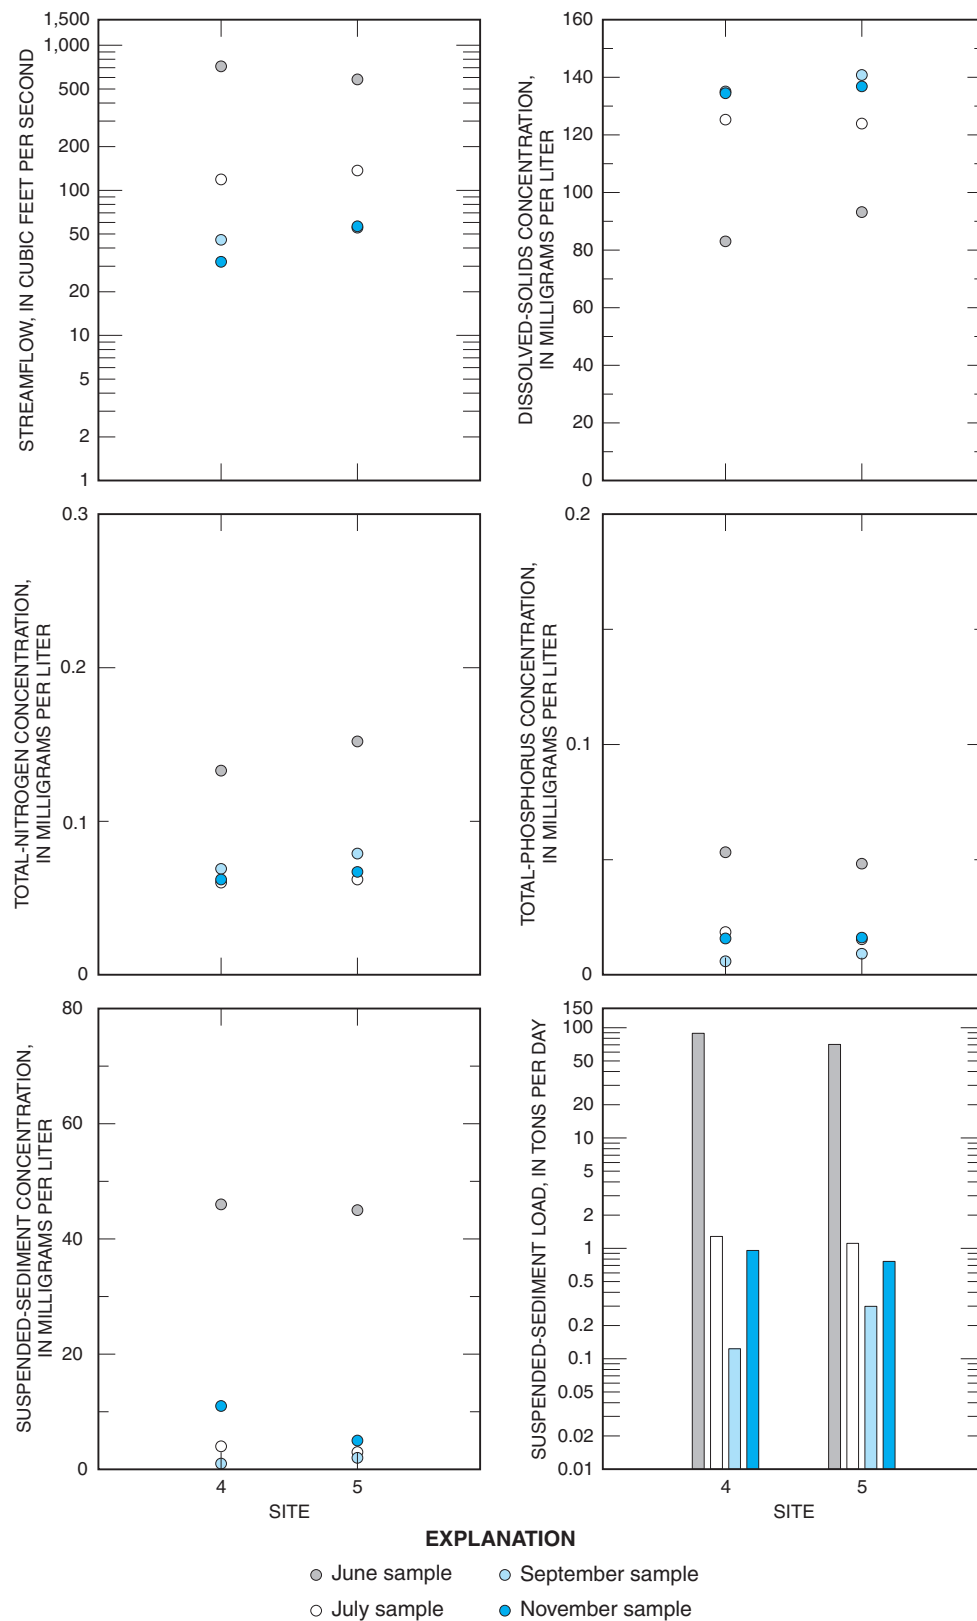 STREAMFLOW, IN CUBIC FEET PER SECOND
1,500
1,000
500
200
100
50
20
10
5
2
1
DISSOLVED-SOLIDS CONCENTRATION,
IN MILLIGRAMS PER LITER
160
140
120
100
80
60
40
20
0
TOTAL-NITROGEN CONCENTRATION,
IN MILLIGRAMS PER LITER
0.3
0.2
0.1
0
TOTAL-PHOSPHORUS CONCENTRATION,
IN MILLIGRAMS PER LITER
0.2
0.1
0
SUSPENDED-SEDIMENT CONCENTRATION,
IN MILLIGRAMS PER LITER
80
60
40
20
0
4 5
SITE
SUSPENDED-SEDIMENT LOAD, IN TONS PER DAY
150
100
50
20
10
5
2
1
0.5
0.2
0.1
0.05
0.02
0.01
4 5
SITE
EXPLANATION
June sample
September sample
July sample
November sample